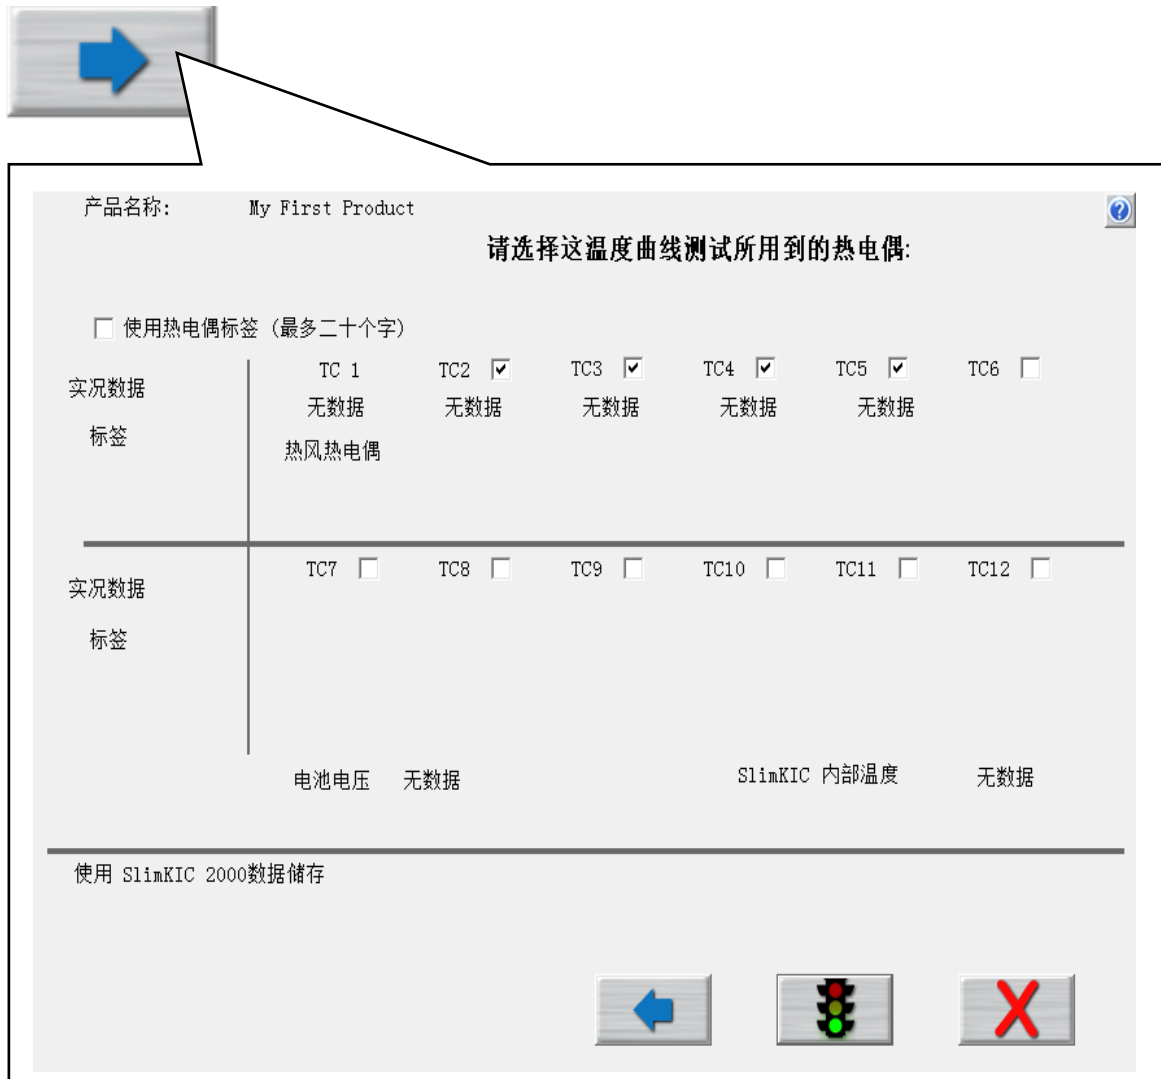 产品名称: My First Product
请选择这温度曲线测试所用到的热电偶:
使用热电偶标签 (最多二十个字)
TC 1 TC2 TC3 TC4 TC5 TC6
实况数据 无数据 无数据 无数据 无数据 无数据
标签 热风热电偶
TC7 TC8 TC9 TC10 TC11 TC12
实况数据
标签
电池电压 无数据 SlimKIC 内部温度 无数据
使用 SlimKIC 2000数据储存